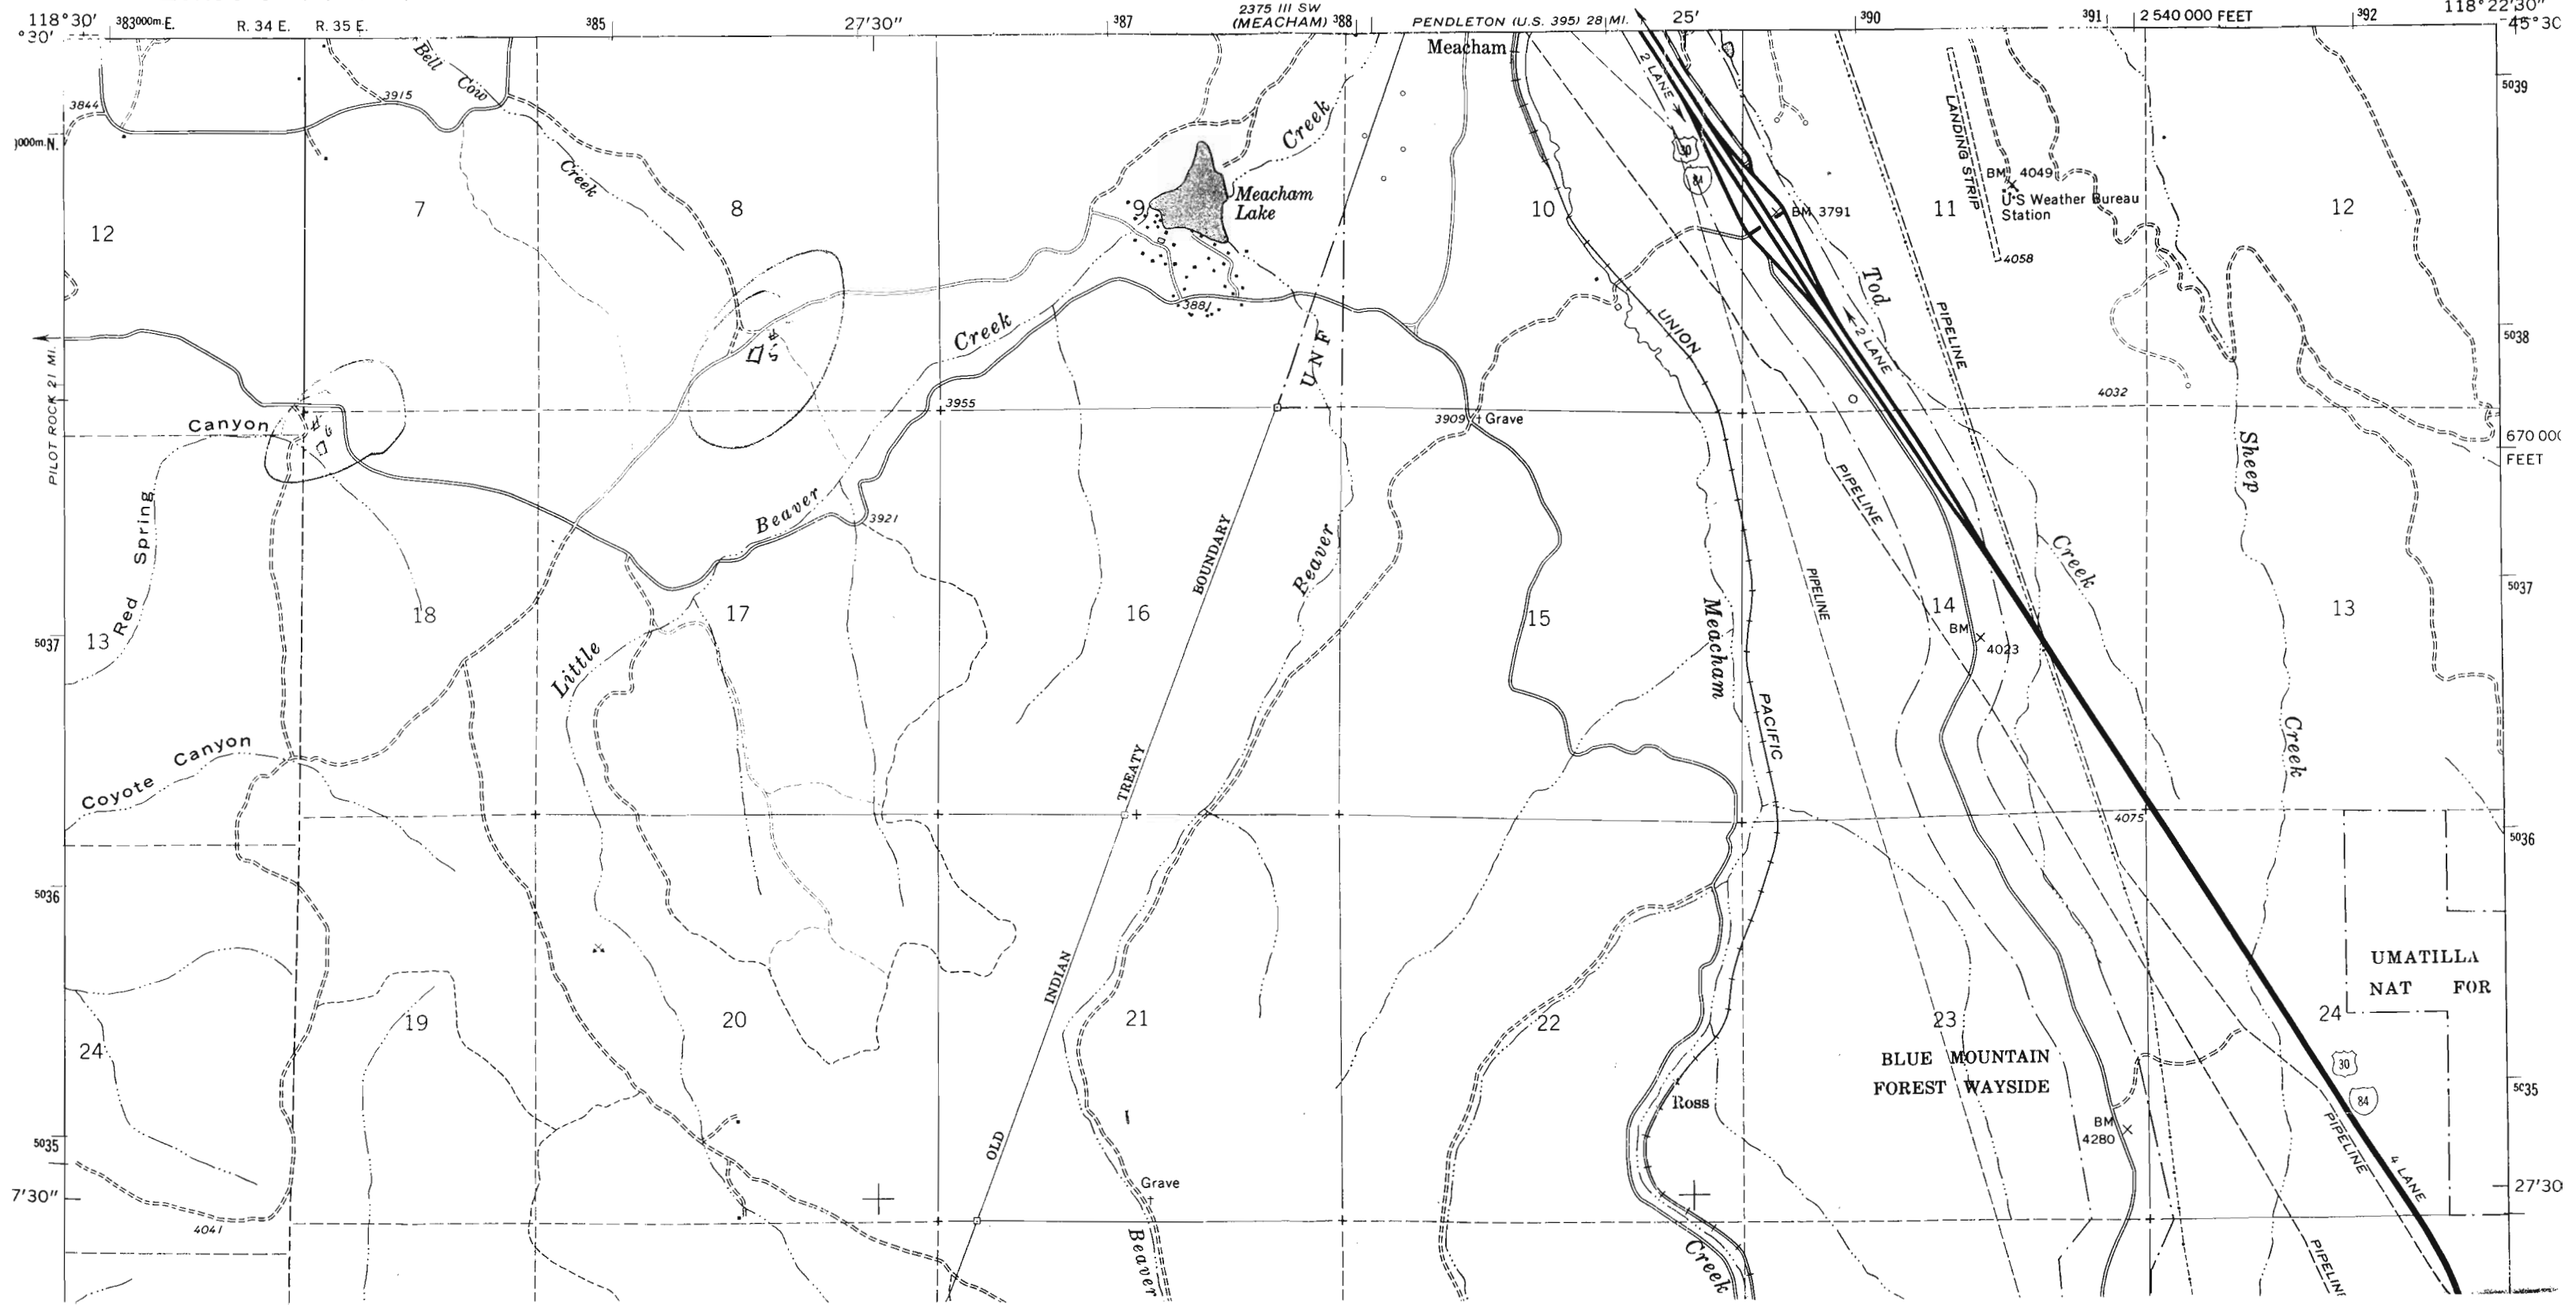 118°30' 383000m.E. R. 34 E. R. 35 E. 385 27'30" 387 2375 III SW
(MEACHAM) 388 PENDLETON (U.S. 395) 28 MI. 25' 390 391 2 540 000 FEET 392 118°22'30"
°30' 45°30
Meacham
Bell Cow
Creek
3844
3915
000m.N.
5039
2 LANE
LANDING STRIP
30
84
BM 4049
U S Weather Bureau
Station
Creek
Meacham
Lake
12
7
8
9
10
BM 3791
11
12
4058
3881
Tod
PIPELINE
2 LANE
UNION
5038
PILOT ROCK 21 MI.
Creek
U N F
4032
3955
3909
Grave
Canyon
670 000
FEET
Red Spring
Sheep
PIPELINE
Beaver
3921
BOUNDARY
Beaver
Creek
PIPELINE
5037
13
18
17
16
15
14
13
Meacham
BM
4023
5037
Little
PACIFIC
Creek
Coyote Canyon
TREATY
4075
5036
5036
INDIAN
UMATILLA
NAT FOR
24
19
20
21
22
23
24
BLUE MOUNTAIN
FOREST WAYSIDE
30
84
5035
Ross
BM
4280
PIPELINE
5035
OLD
4 LANE
7'30"
Grave
27'30
4041
Beaver
Creek
PIPELIN